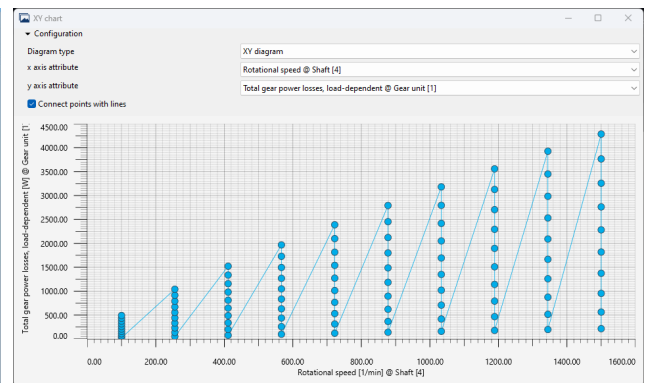 XY chart
Configuration
Diagram type XY diagram
x axis attribute Rotational speed @ Shaft [4]
y axis attribute Total gear power losses, load-dependent @ Gear unit [1]
Connect points with lines
Total gear power losses, load-dependent [W] @ Gear unit [1
4500.00
4000.00
3500.00
3000.00
2500.00
2000.00
1500.00
1000.00
500.00
0.00
0.00 200.00 400.00 600.00 800.00 1000.00 1200.00 1400.00 1600.00
Rotational speed [1/min] @ Shaft [4]